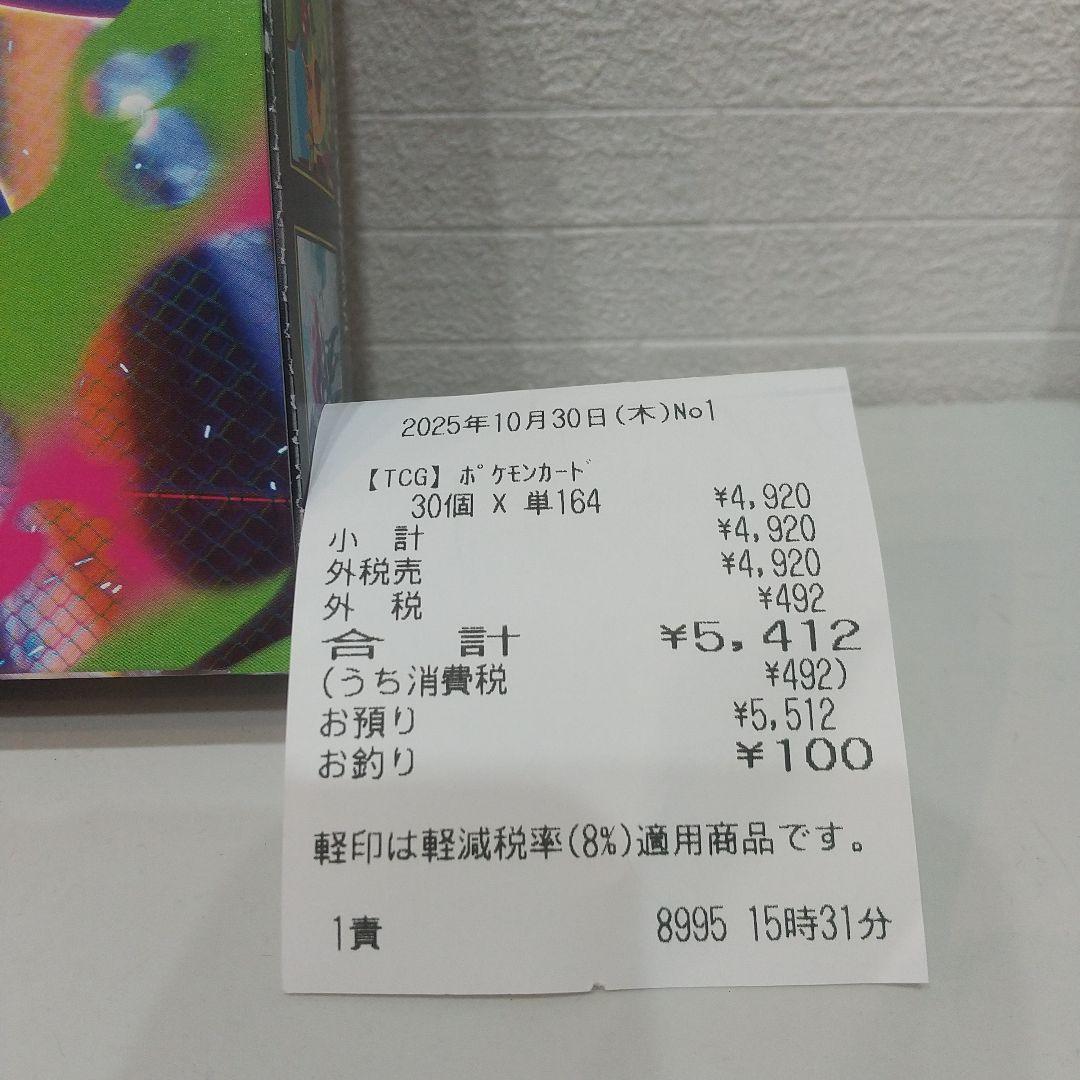 2025年10月30日(木)No1
【TCG】ﾎﾟｹﾓﾝｶｰﾄﾞ
30個 X 単164 ¥4,920
小 計 ¥4,920
外税売 ¥4,920
外 税 ¥492
合 計 ¥5,412
(うち消費税 ¥492)
お預り ¥5,512
お釣り ¥100
軽印は軽減税率(8%)適用商品です。
1責 8995 15時31分